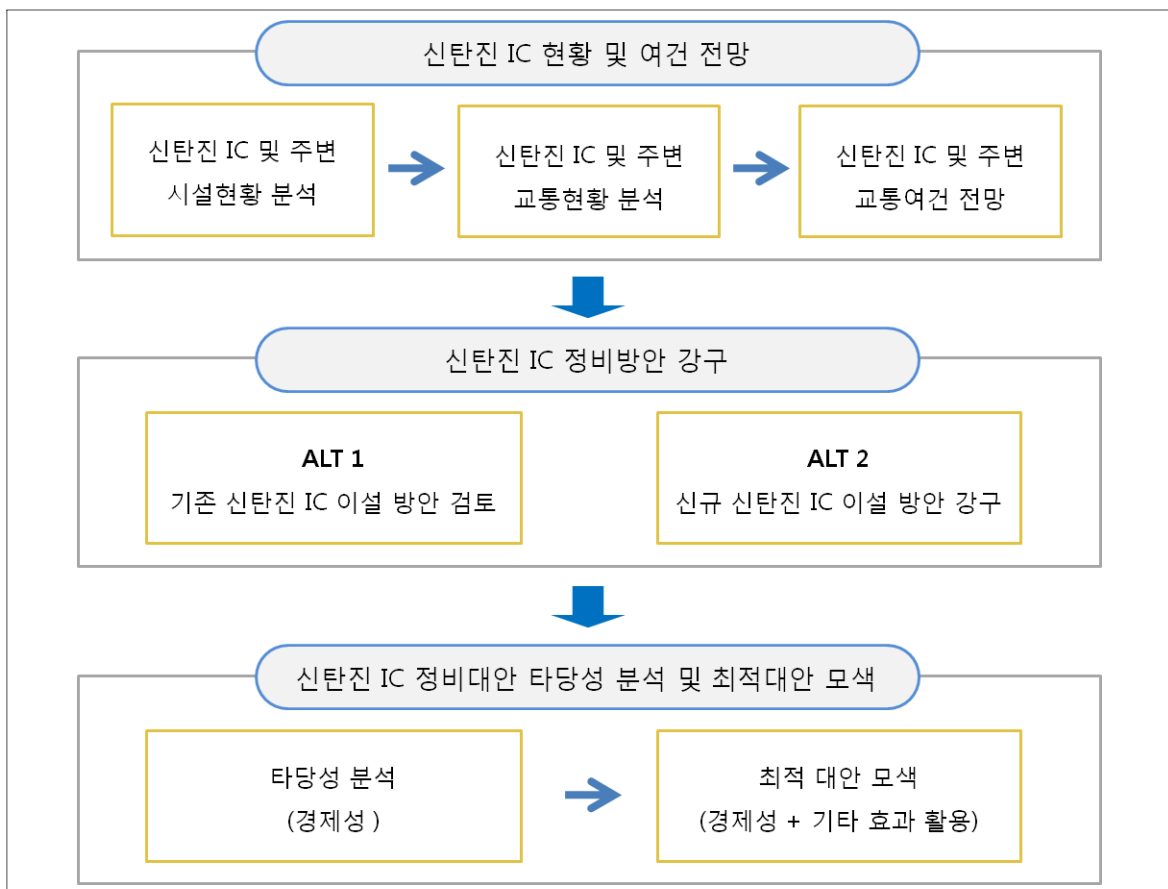 신탄진 IC 현황 및 여건 전망
신탄진 IC 및 주변
시설현황 분석
신탄진 IC 및 주변
교통현황 분석
신탄진 IC 및 주변
교통여건 전망
신탄진 IC 정비방안 강구
ALT 1
기존 신탄진 IC 이설 방안 검토
ALT 2
신규 신탄진 IC 이설 방안 강구
신탄진 IC 정비대안 타당성 분석 및 최적대안 모색
타당성 분석
(경제성 )
최적 대안 모색
(경제성 + 기타 효과 활용)